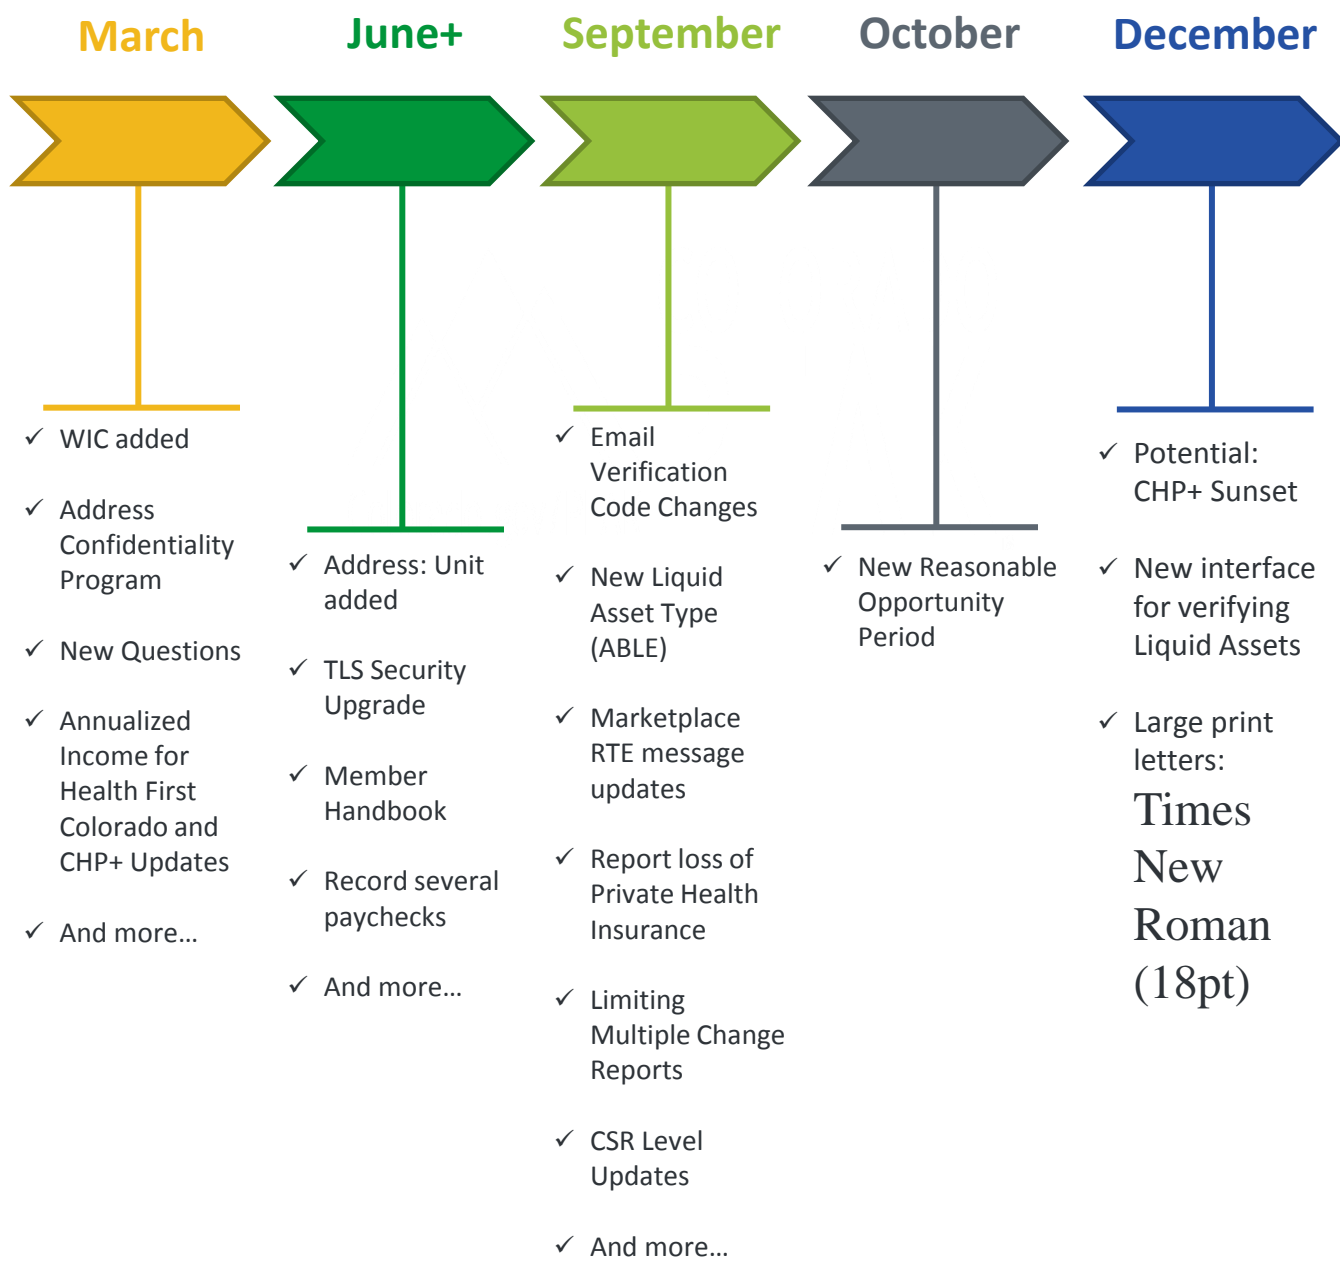 March
June+
September
October
December
WIC added
Address
Confidentiality
Program
New Questions
Annualized
Income for
Health First
Colorado and
CHP+ Updates
And more…
Address: Unit
added
TLS Security
Upgrade
Member
Handbook
Record several
paychecks
And more…
Email
Verification
Code Changes
New Liquid
Asset Type
(ABLE)
Marketplace
RTE message
updates
Report loss of
Private Health
Insurance
Limiting
Multiple Change
Reports
CSR Level
Updates
And more…
New Reasonable
Opportunity
Period
Potential:
CHP+ Sunset
New interface
for verifying
Liquid Assets
Large print
letters:
Times
New
Roman
(18pt)